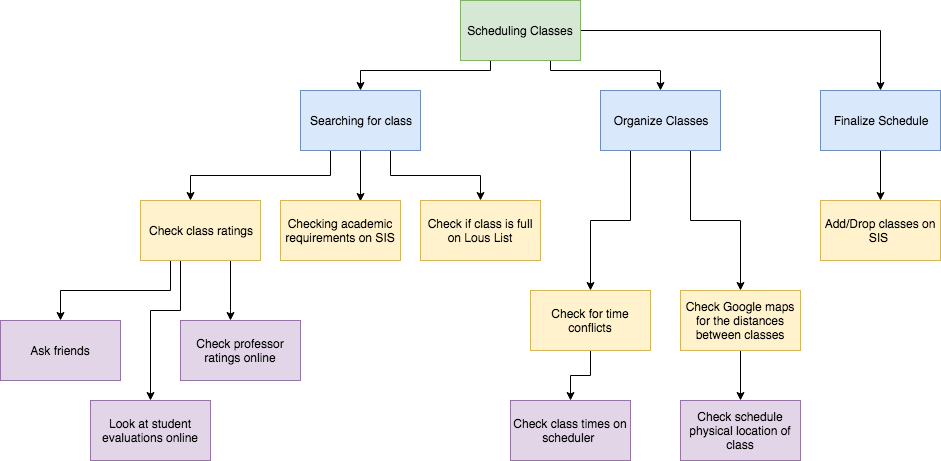 Scheduling Classes
Searching for class
Organize Classes
Finalize Schedule
Check class ratings
Checking academic
requirements on SIS
Check if class is full
on Lous List
Add/Drop classes on
SIS
Check for time
conflicts
Check Google maps
for the distances
between classes
Ask friends
Check professor
ratings online
Look at student
evaluations online
Check class times on
scheduler
Check schedule
physical location of
class